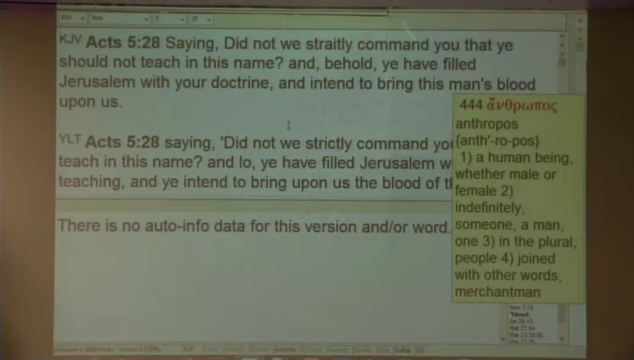 KJV Acts 5:28 Saying, Did not we straitly command you that ye
should not teach in this name? and, behold, ye have filled
Jerusalem with your doctrine, and intend to bring this man's blood
upon us.
YLT Acts 5:28 saying, 'Did not we strictly command yo
teach in this name? and lo, ye have filled Jerusalem w
teaching, and ye intend to bring upon us the blood of t
There is no auto-info data for this version and/or word.
444 ἄνθρωπος
anthropos
(anth'-ro-pos)
1) a human being,
whether male or
female 2)
indefinitely,
someone, a man,
one 3) in the plural,
people 4) joined
with other words,
merchantman